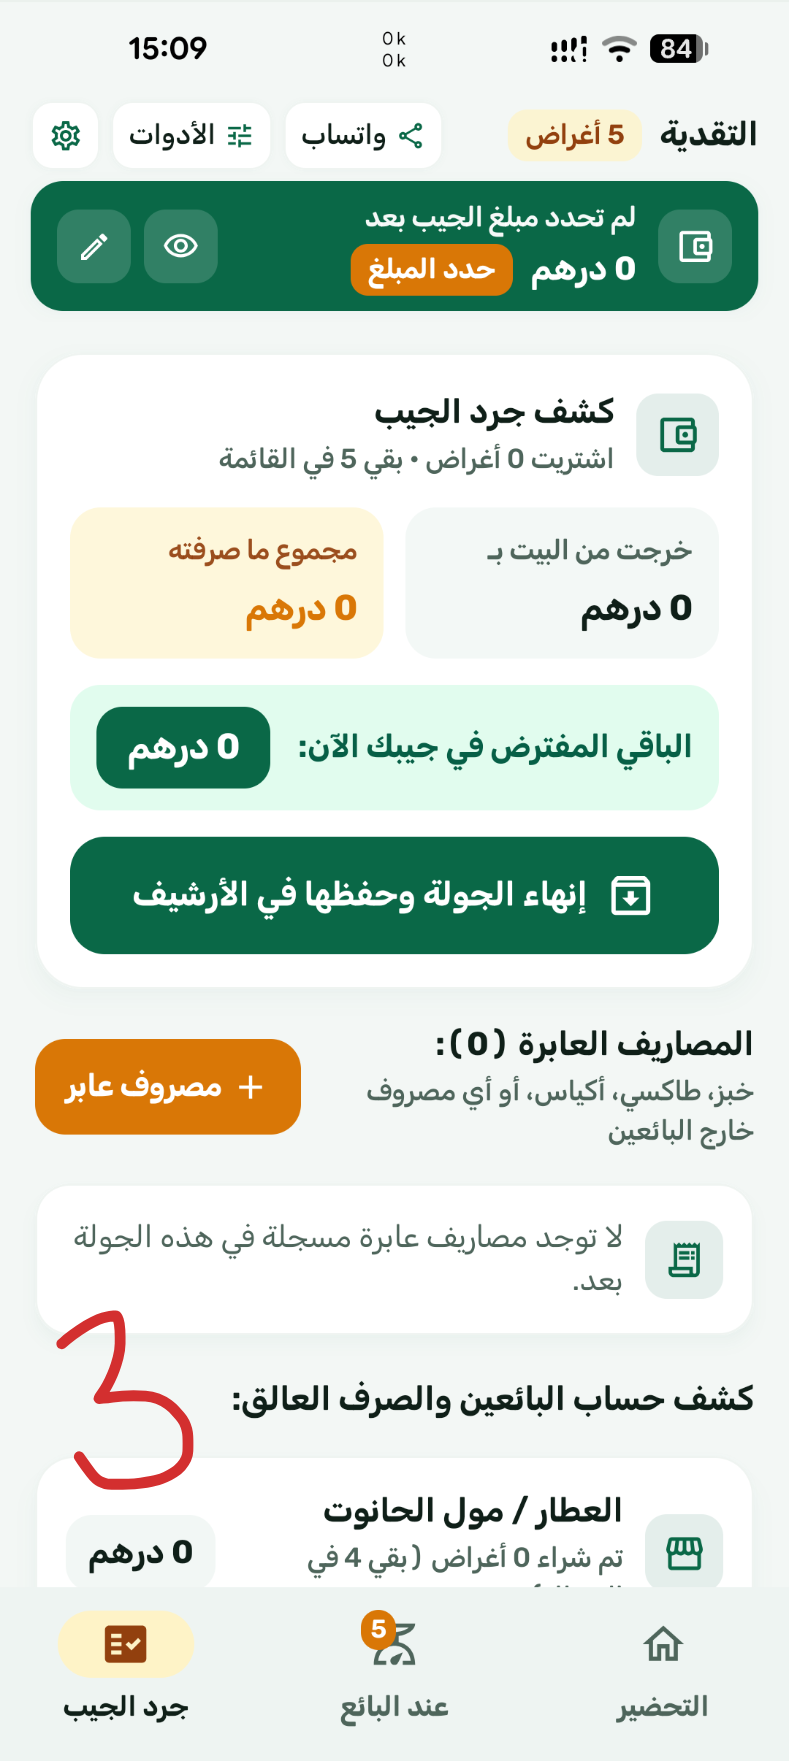 15:09
0k
0k
84
التقدية
5 أغراض
واتساب
الأدوات
لم تحدد مبلغ الجيب بعد
0 درهم
حدد المبلغ
كشف جرد الجيب
اشتريت 0 أغراض • بقي 5 في القائمة
خرجت من البيت بـ
0 درهم
مجموع ما صرفته
0 درهم
الباقي المفترض في جيبك الآن:
0 درهم
إنهاء الجولة وحفظها في الأرشيف
المصاريف العابرة (0):
خبز، طاكسي، أكياس، أو أي مصروف
خارج البائعين
+ مصروف عابر
لا توجد مصاريف عابرة مسجلة في هذه الجولة
بعد.
3
كشف حساب البائعين والصرف العالق:
العطار / مول الحانوت
تم شراء 0 أغراض (بقي 4 في
0 درهم
التحضير
5
عند البائع
جرد الجيب